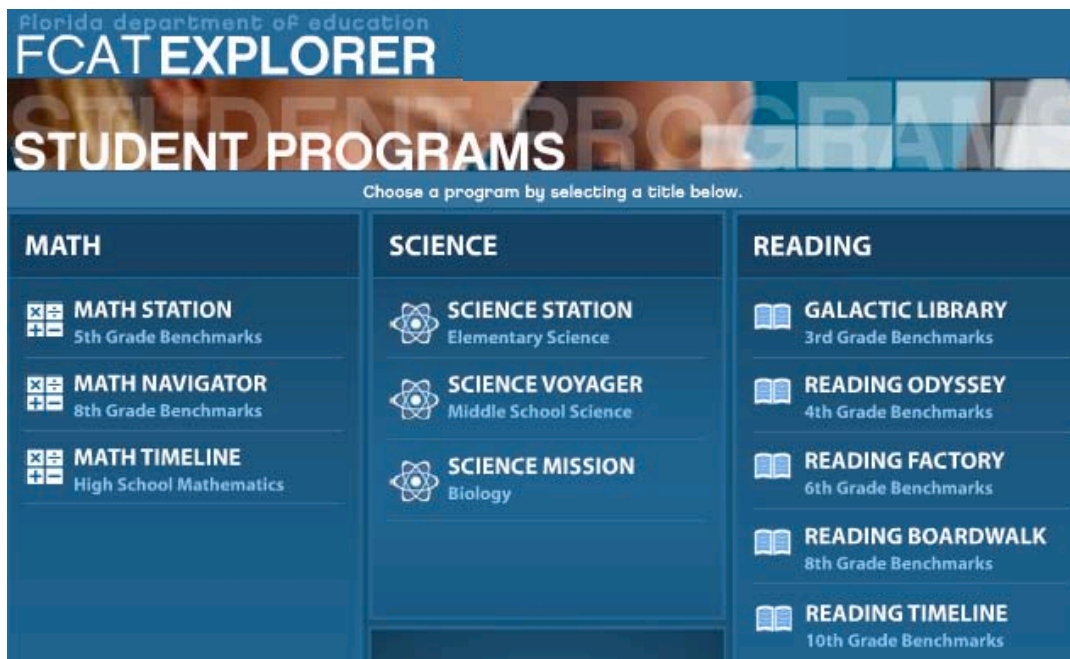 florida department of education
FCAT EXPLORER
STUDENT PROGRAMS
STUDENT PROGRAMS
Choose a program by selecting a title below.
MATH
MATH STATION
5th Grade Benchmarks
MATH NAVIGATOR
8th Grade Benchmarks
MATH TIMELINE
High School Mathematics
SCIENCE
SCIENCE STATION
Elementary Science
SCIENCE VOYAGER
Middle School Science
SCIENCE MISSION
Biology
READING
GALACTIC LIBRARY
3rd Grade Benchmarks
READING ODYSSEY
4th Grade Benchmarks
READING FACTORY
6th Grade Benchmarks
READING BOARDWALK
8th Grade Benchmarks
READING TIMELINE
10th Grade Benchmarks